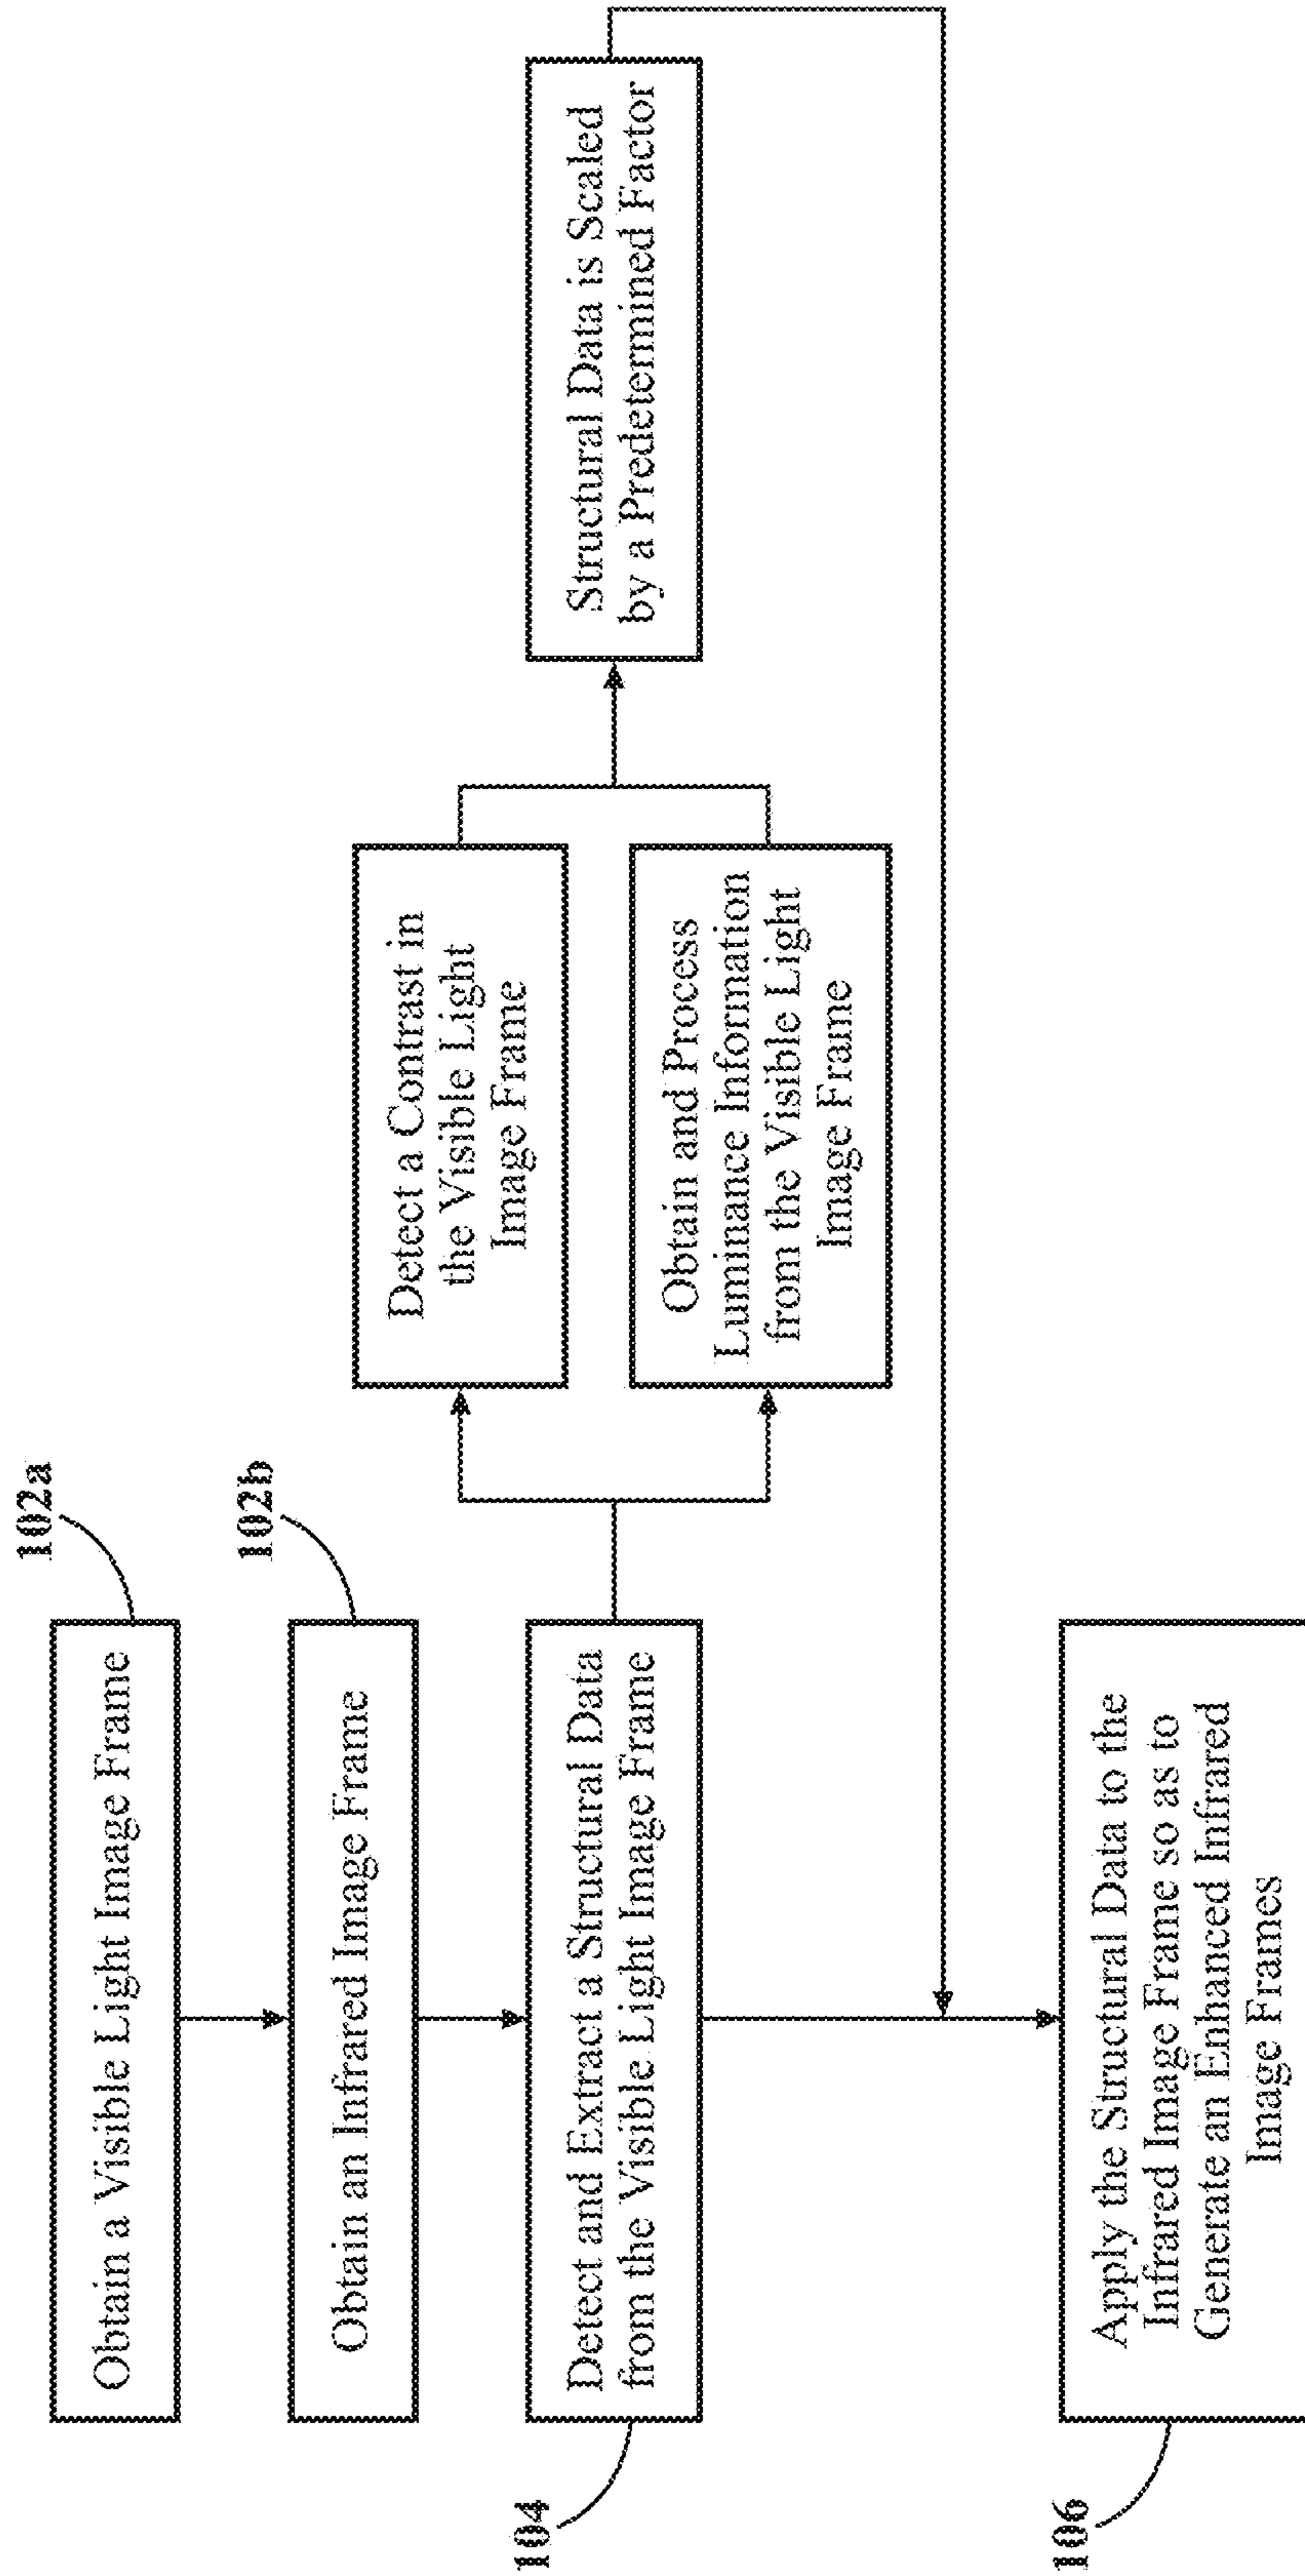 102a
Obtain a Visible Light Image Frame
102b
Obtain an Infrared Image Frame
104
Detect and Extract a Structural Data
from the Visible Light Image Frame
Detect a Contrast in
the Visible Light
Image Frame
Obtain and Process
Luminance Information
from the Visible Light
Image Frame
Structural Data is Scaled
by a Predetermined Factor
106
Apply the Structural Data to the
Infrared Image Frame so as to
Generate an Enhanced Infrared
Image Frames